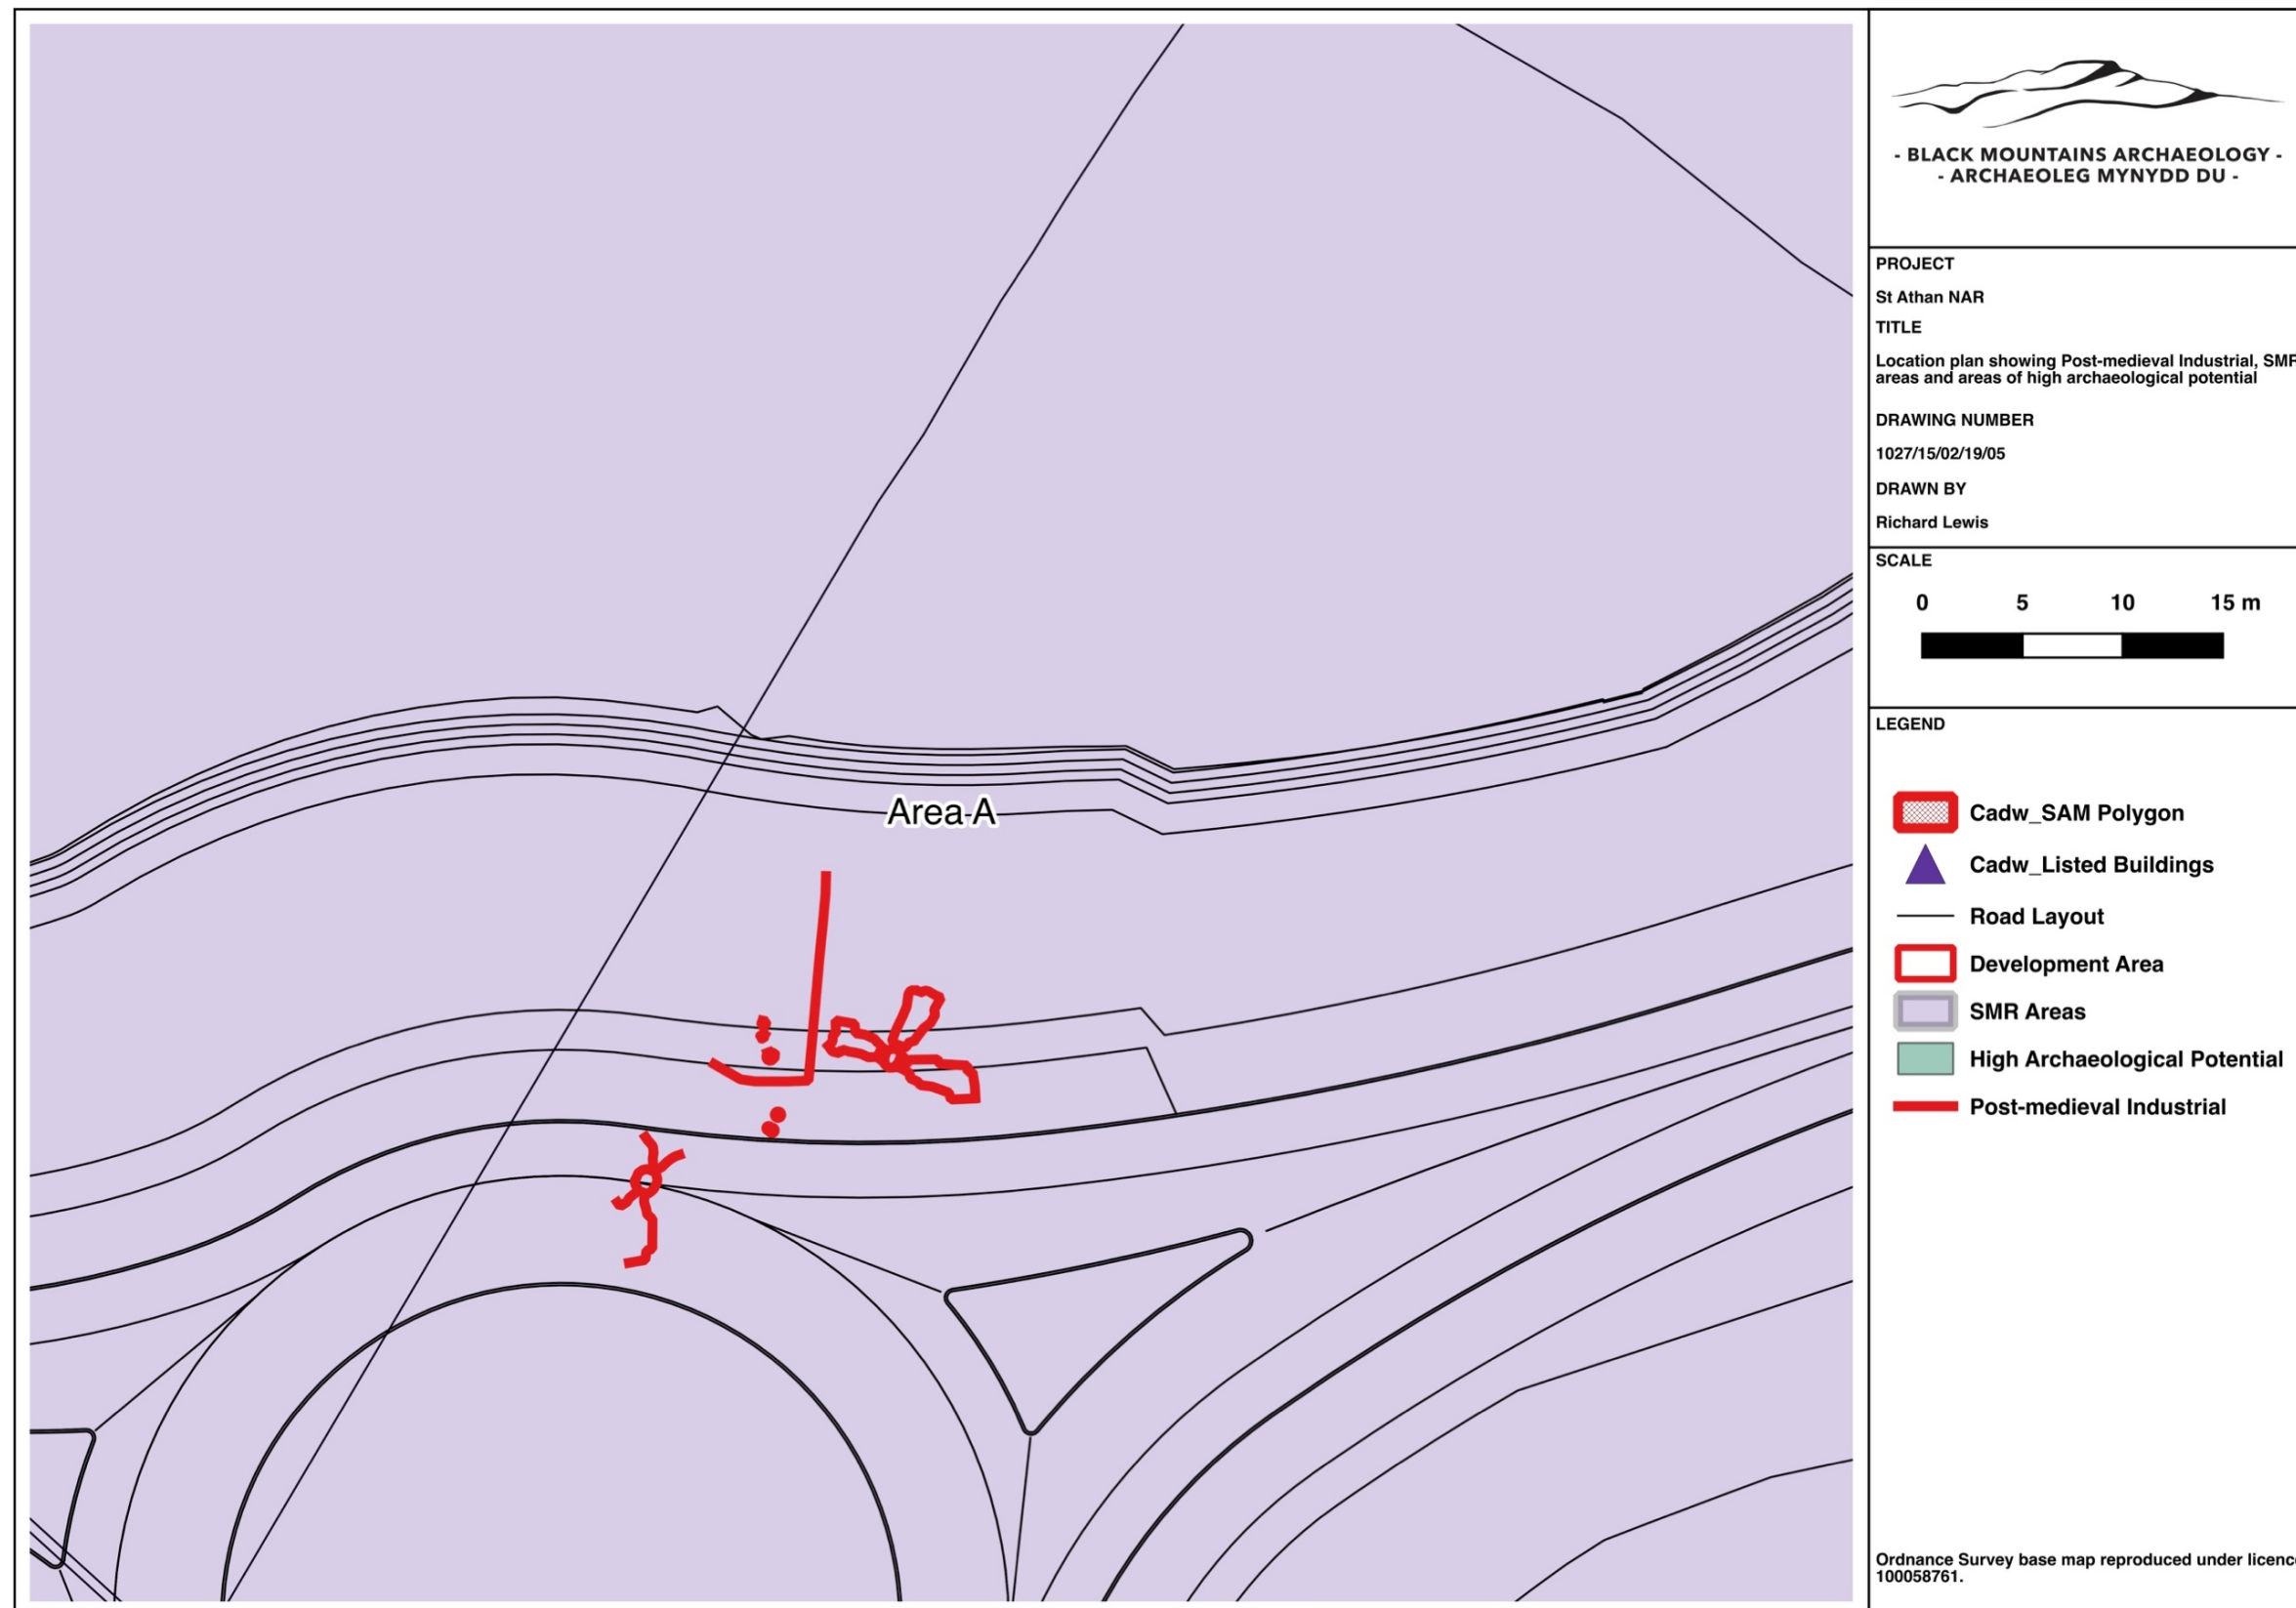 Area A
- BLACK MOUNTAINS ARCHAEOLOGY -
- ARCHAEOLEG MYNYDD DU -
PROJECT
St Athan NAR
TITLE
Location plan showing Post-medieval Industrial, SMR
areas and areas of high archaeological potential
DRAWING NUMBER
1027/15/02/19/05
DRAWN BY
Richard Lewis
SCALE
0 5 10 15 m
LEGEND
Cadw_SAM Polygon
Cadw_Listed Buildings
Road Layout
Development Area
SMR Areas
High Archaeological Potential
Post-medieval Industrial
Ordnance Survey base map reproduced under licence
100058761.